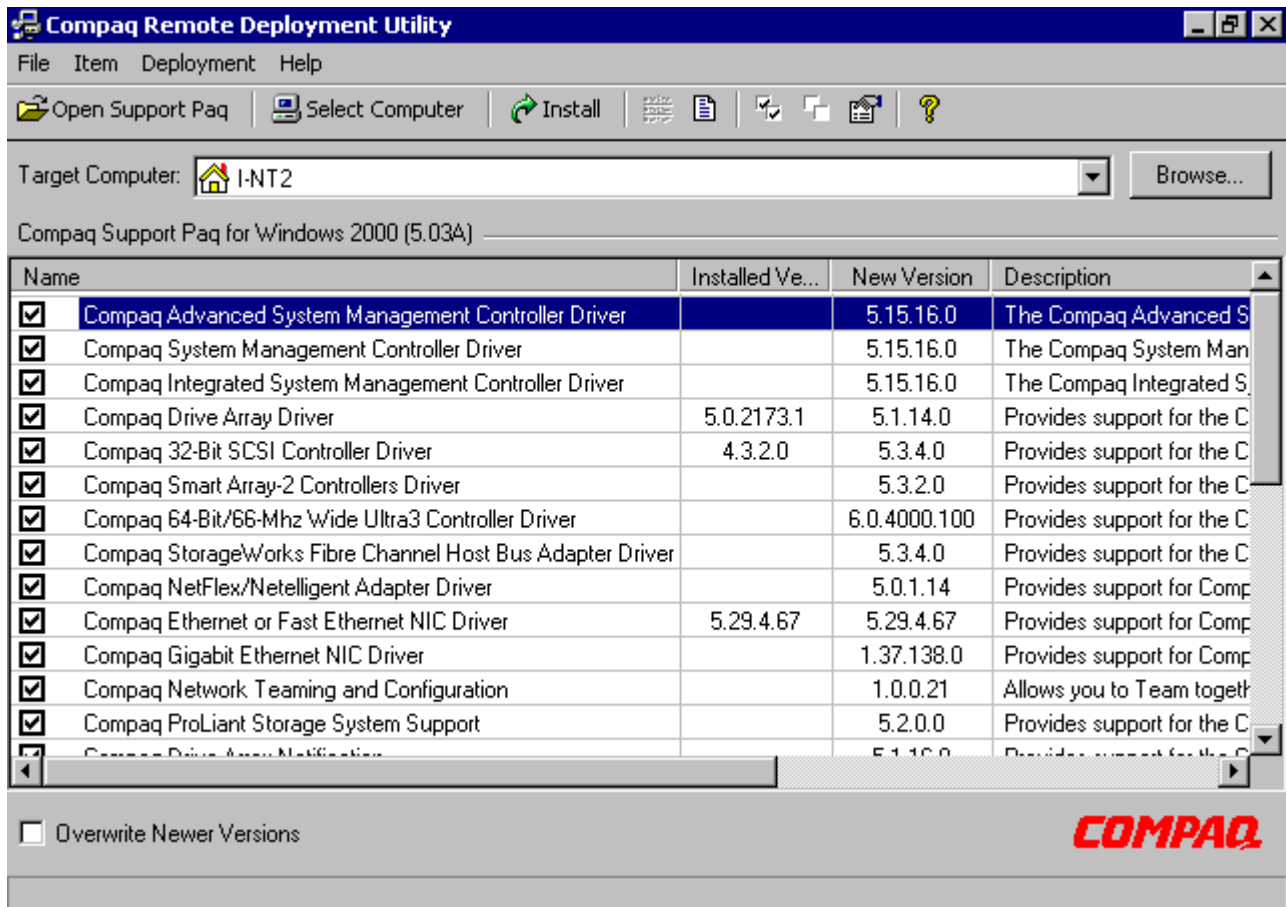 Compaq Remote Deployment Utility
File Item Deployment Help
Open Support Paq Select Computer Install
Target Computer: I-NT2 Browse...
Compaq Support Paq for Windows 2000 (5.03A)
Name Installed Ve... New Version Description
Compaq Advanced System Management Controller Driver 5.15.16.0 The Compaq Advanced S
Compaq System Management Controller Driver 5.15.16.0 The Compaq System Man
Compaq Integrated System Management Controller Driver 5.15.16.0 The Compaq Integrated S
Compaq Drive Array Driver 5.0.2173.1 5.1.14.0 Provides support for the C
Compaq 32-Bit SCSI Controller Driver 4.3.2.0 5.3.4.0 Provides support for the C
Compaq Smart Array-2 Controllers Driver 5.3.2.0 Provides support for the C
Compaq 64-Bit/66-Mhz Wide Ultra3 Controller Driver 6.0.4000.100 Provides support for the C
Compaq StorageWorks Fibre Channel Host Bus Adapter Driver 5.3.4.0 Provides support for the C
Compaq NetFlex/Netelligent Adapter Driver 5.0.1.14 Provides support for Comp
Compaq Ethernet or Fast Ethernet NIC Driver 5.29.4.67 5.29.4.67 Provides support for Comp
Compaq Gigabit Ethernet NIC Driver 1.37.138.0 Provides support for Comp
Compaq Network Teaming and Configuration 1.0.0.21 Allows you to Team togeth
Compaq ProLiant Storage System Support 5.2.0.0 Provides support for the C
Compaq Drive Array Notification 5.1.16.0 Provides support for the C
Overwrite Newer Versions COMPAQ